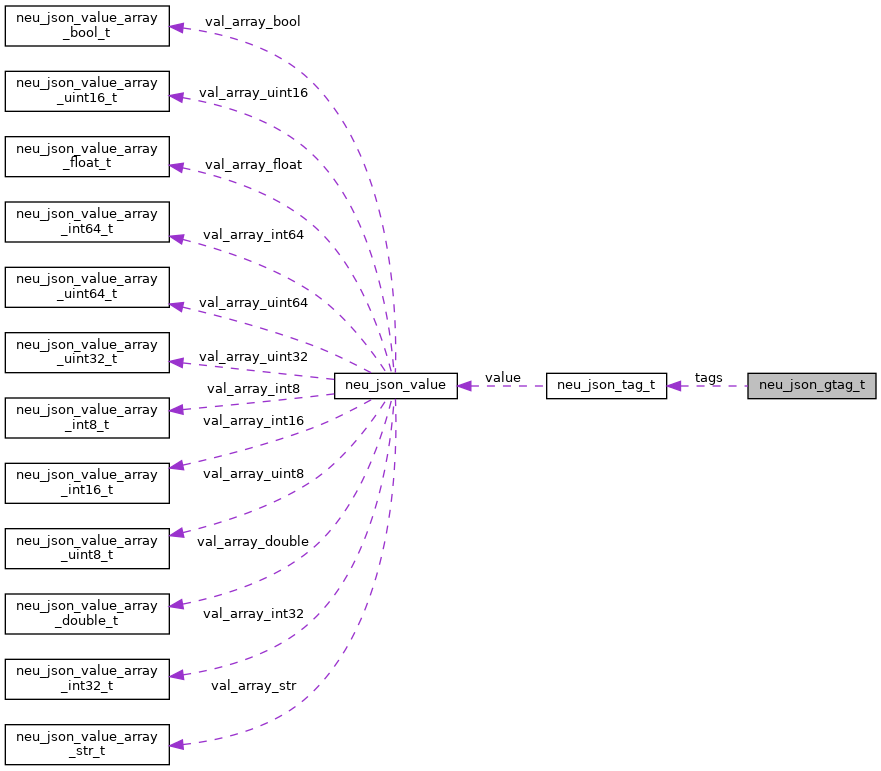 neu_json_value_array
_bool_t
val_array_bool
neu_json_value_array
_uint16_t
val_array_uint16
neu_json_value_array
_float_t
val_array_float
neu_json_value_array
_int64_t
val_array_int64
neu_json_value_array
_uint64_t
val_array_uint64
neu_json_value_array
_uint32_t
val_array_uint32
neu_json_value_array
_int8_t
val_array_int8
neu_json_value
value
neu_json_tag_t
tags
neu_json_gtag_t
neu_json_value_array
_int16_t
val_array_int16
neu_json_value_array
_uint8_t
val_array_uint8
neu_json_value_array
_double_t
val_array_double
neu_json_value_array
_int32_t
val_array_int32
neu_json_value_array
_str_t
val_array_str